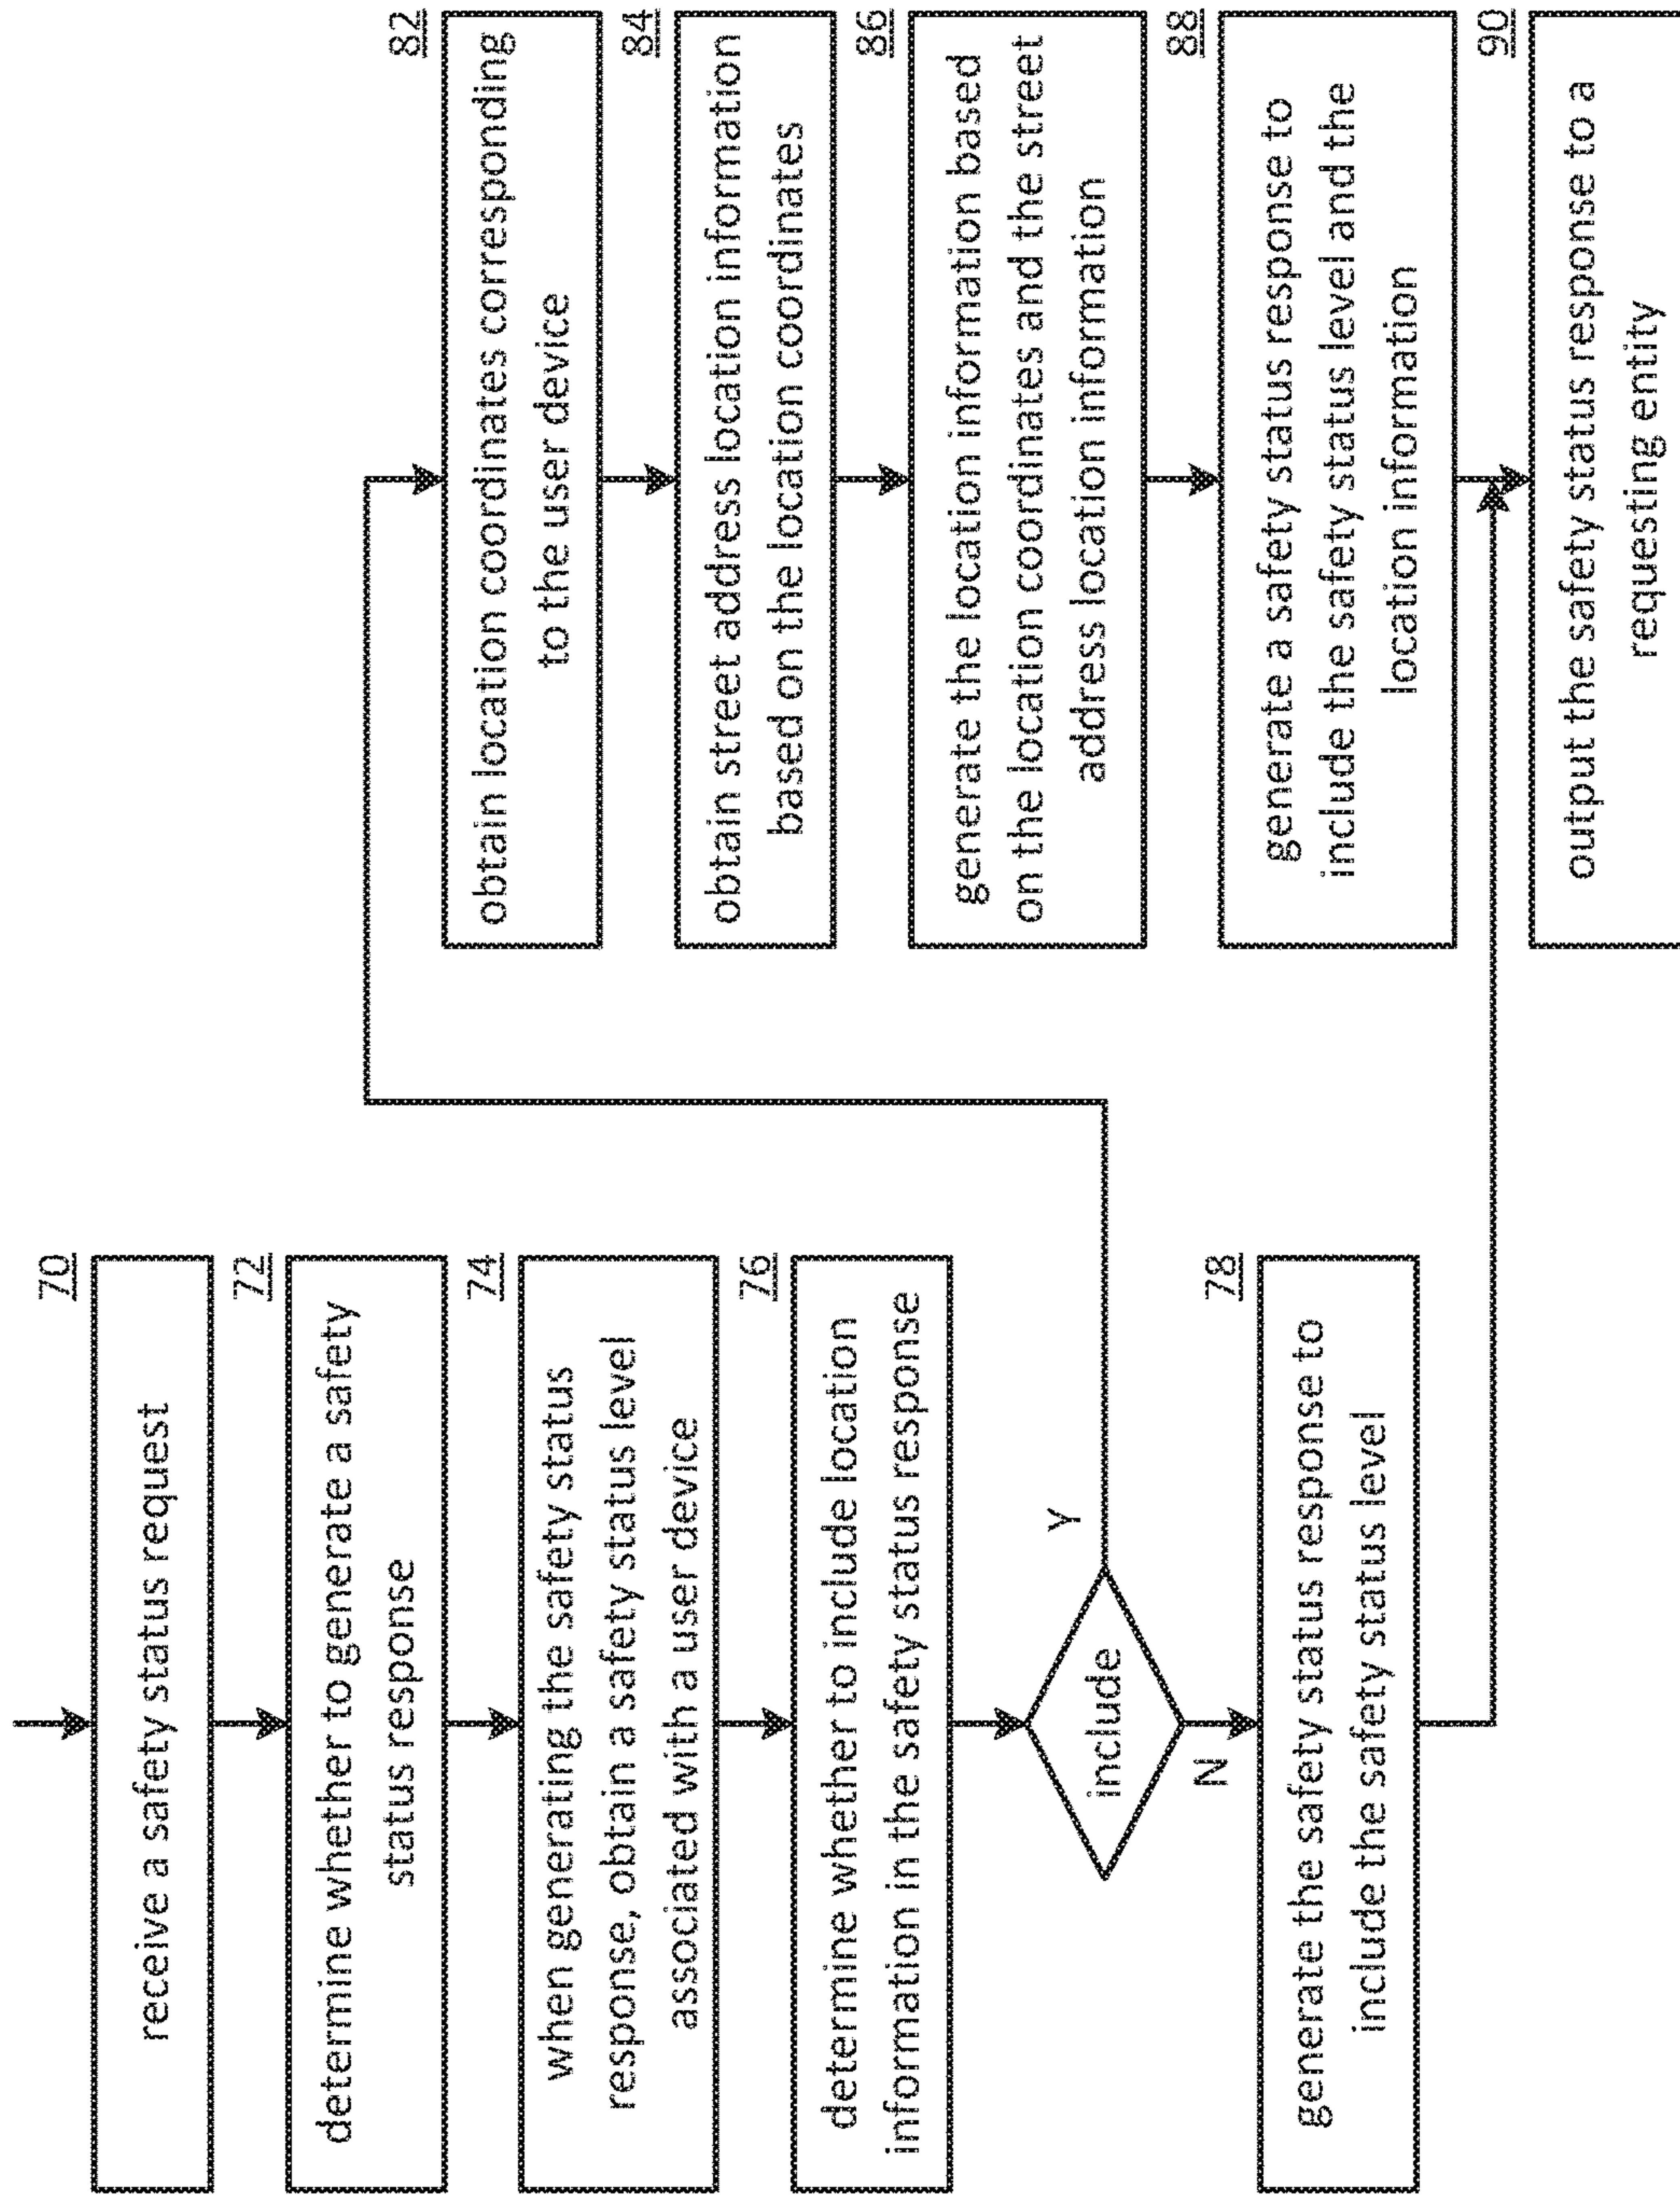 70
receive a safety status request
72
determine whether to generate a safety
status response
74
when generating the safety status
response, obtain a safety status level
associated with a user device
76
determine whether to include location
information in the safety status response
include
Y
N
78
generate the safety status response to
include the safety status level
82
obtain location coordinates corresponding
to the user device
84
obtain street address location information
based on the location coordinates
86
generate the location information based
on the location coordinates and the street
address location information
88
generate a safety status response to
include the safety status level and the
location information
90
output the safety status response to a
requesting entity